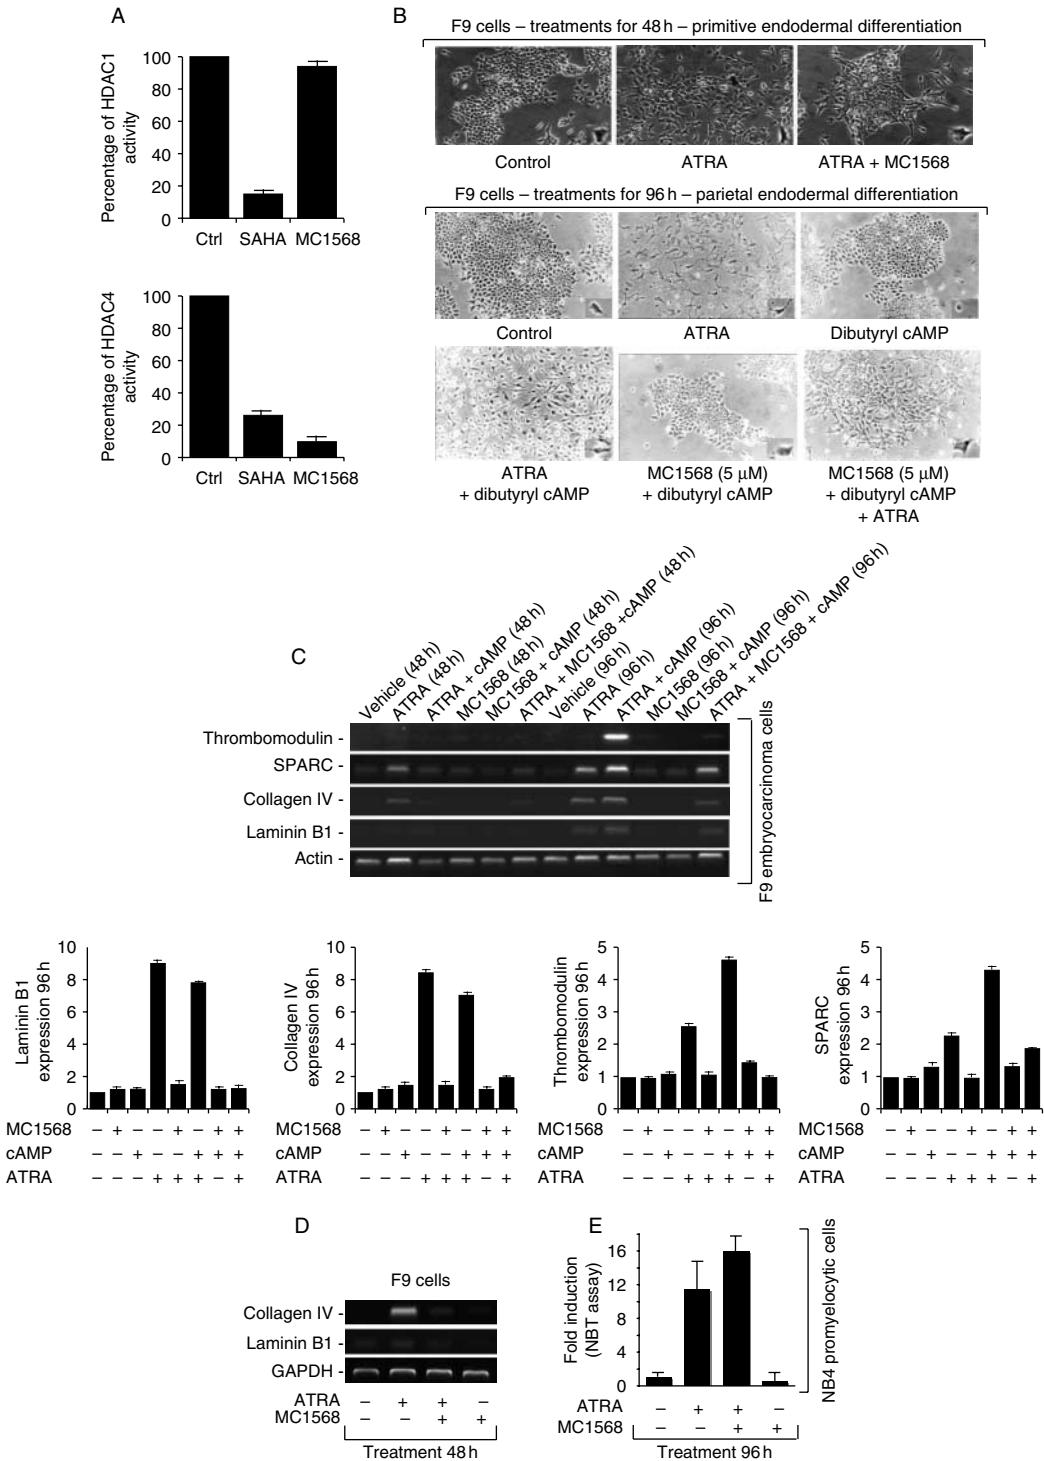 A
Percentage of HDAC1
activity
100
80
60
40
20
0
Ctrl SAHA MC1568
Percentage of HDAC4
activity
100
80
60
40
20
0
Ctrl SAHA MC1568
B
F9 cells – treatments for 48 h – primitive endodermal differentiation
Control ATRA ATRA + MC1568
F9 cells – treatments for 96 h – parietal endodermal differentiation
Control ATRA Dibutyryl cAMP
ATRA
+ dibutyryl cAMP
MC1568 (5 µM)
+ dibutyryl cAMP
MC1568 (5 µM)
+ dibutyryl cAMP
+ ATRA
C
Vehicle (48 h)
ATRA (48 h)
ATRA + cAMP (48 h)
MC1568 (48 h)
MC1568 + cAMP (48 h)
ATRA + MC1568 +cAMP (48 h)
Vehicle (96 h)
ATRA (96 h)
ATRA + cAMP (96 h)
MC1568 (96 h)
MC1568 + cAMP (96 h)
ATRA + MC1568 + cAMP (96 h)
Thrombomodulin -
SPARC -
Collagen IV -
Laminin B1 -
Actin -
F9 embryocarcinoma cells
Laminin B1
expression 96 h
10
8
6
4
2
0
MC1568 – + – – + – + +
cAMP – – + – – + + +
ATRA – – – + + + – +
Collagen IV
expression 96 h
10
8
6
4
2
0
MC1568 – + – – + – + +
cAMP – – + – – + + +
ATRA – – – + + + – +
Thrombomodulin
expression 96 h
5
4
3
2
1
0
MC1568 – + – – + – + +
cAMP – – + – – + + +
ATRA – – – + + + – +
SPARC
expression 96 h
5
4
3
2
1
0
MC1568 – + – – + – + +
cAMP – – + – – + + +
ATRA – – – + + + – +
D
F9 cells
Collagen IV -
Laminin B1 -
GAPDH -
ATRA – + + –
MC1568 – – + +
Treatment 48 h
E
Fold induction
(NBT assay)
16
12
8
4
0
ATRA – + + –
MC1568 – – + +
Treatment 96 h
NB4 promyelocytic cells